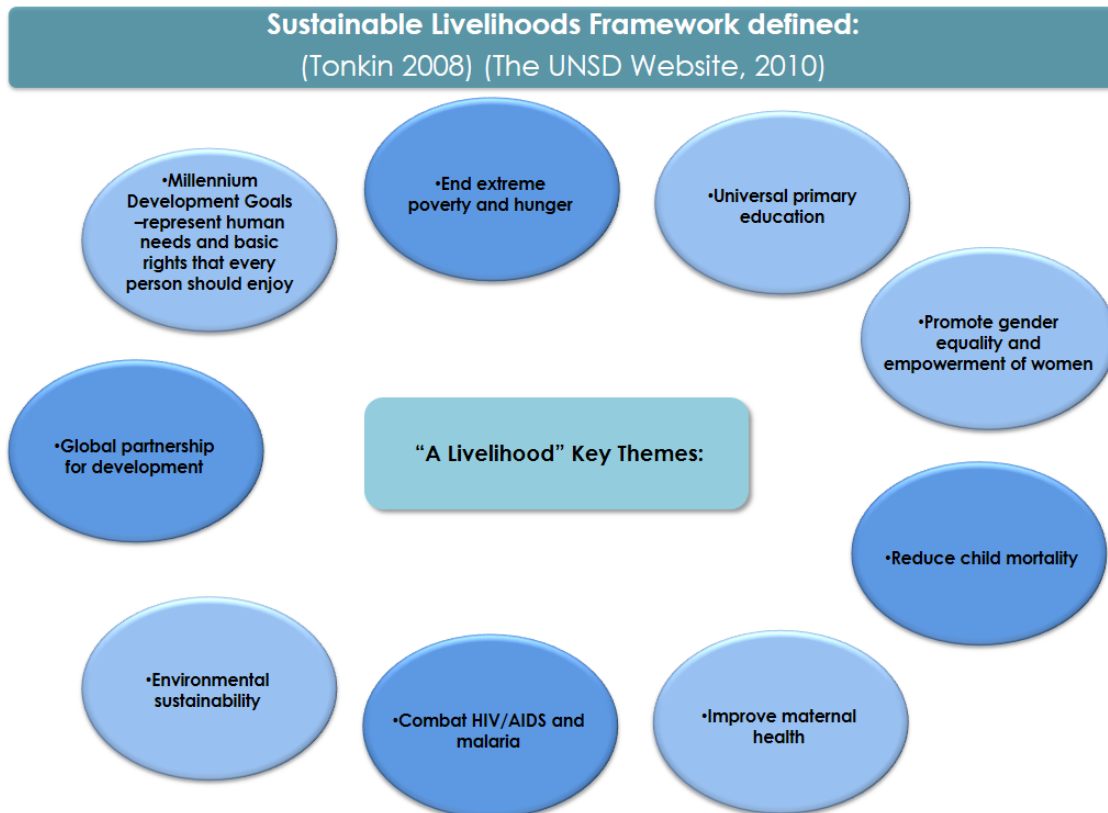 Sustainable Livelihoods Framework defined:
(Tonkin 2008) (The UNSD Website, 2010)
•Millennium
Development Goals
–represent human
needs and basic
rights that every
person should enjoy
•End extreme
poverty and hunger
•Universal primary
education
•Promote gender
equality and
empowerment of women
•Global partnership
for development
“A Livelihood” Key Themes:
•Reduce child mortality
•Environmental
sustainability
•Combat HIV/AIDS and
malaria
•Improve maternal
health